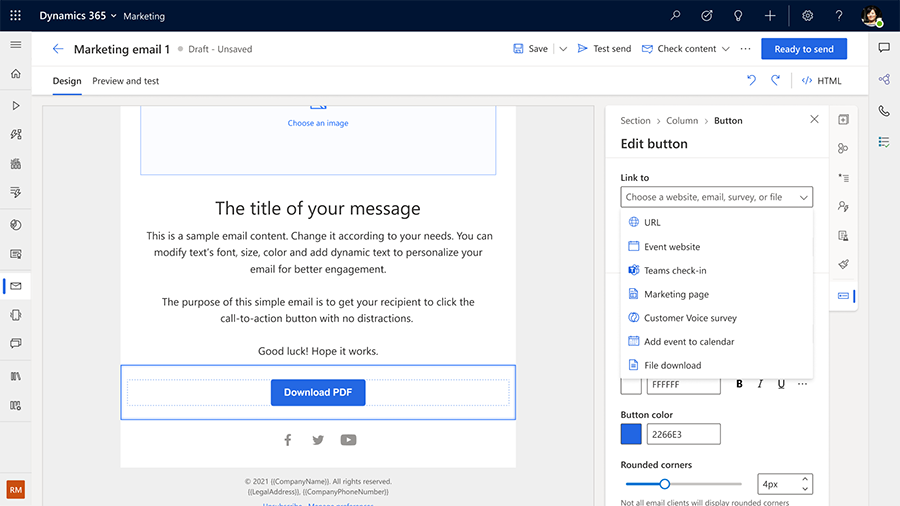 Dynamics 365 Marketing
Marketing email 1 Draft - Unsaved
Save Test send Check content Ready to send
Design Preview and test
HTML
Choose an image
The title of your message
This is a sample email content. Change it according to your needs. You can
modify text's font, size, color and add dynamic text to personalize your
email for better engagement.
The purpose of this simple email is to get your recipient to click the
call-to-action button with no distractions.
Good luck! Hope it works.
Download PDF
© 2021 {{CompanyName}}. All rights reserved.
{{LegalAddress}}, {{CompanyPhoneNumber}}
Unsubscribe Manage preferences
Section > Column > Button
Edit button
Link to
Choose a website, email, survey, or file
URL
Event website
Teams check-in
Marketing page
Customer Voice survey
Add event to calendar
File download
FFFFFF B I U
Button color
2266E3
Rounded corners
4px
Not all email clients will display rounded corners
RM